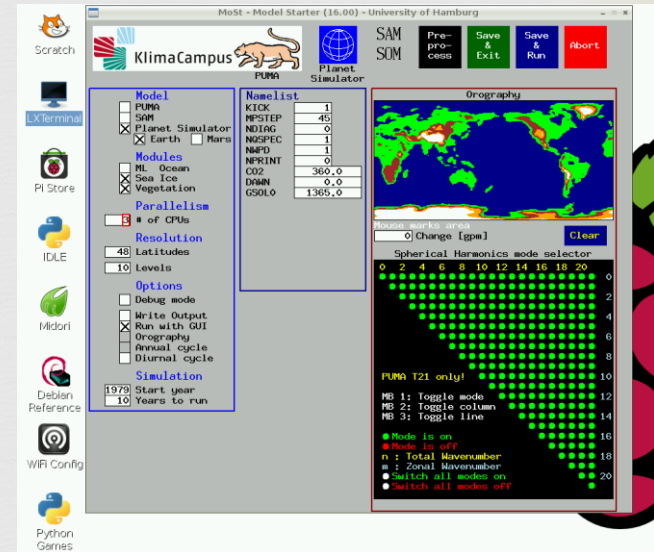 MoSt - Model Starter (16.00) - University of Hamburg
Scratch
LXTerminal
Pi Store
IDLE
Midori
Debian
Reference
WiFi Config
Python
Games
KlimaCampus
PUMA
Planet
Simulator
SAM
SOM
Pre-
pro-
cess
Save
&
Exit
Save
&
Run
Abort
Model
PUMA
SAM
Planet Simulator
Earth Mars
Modules
ML Ocean
Sea Ice
Vegetation
Parallelism
3 # of CPUs
Resolution
48 Latitudes
10 Levels
Options
Debug mode
Write Output
Run with GUI
Orography
Annual cycle
Diurnal cycle
Simulation
1979 Start year
10 Years to run
Namelist
KICK 1
MPSTEP 45
NDIAG 0
NQSPEC 1
NWPD 1
NPRINT 0
CO2 360.0
DAWN 0.0
GSOL0 1365.0
Orography
Mouse marks area
0 Change [gpm]
Clear
Spherical Harmonics mode selector
0 2 4 6 8 10 12 14 16 18 20
0
2
4
6
8
PUMA T21 only! 10
MB 1: Toggle mode 12
MB 2: Toggle column
MB 3: Toggle line 14
Mode is on 16
Mode is off
n : Total Wavenumber 18
m : Zonal Wavenumber
Switch all modes on 20
Switch all modes off